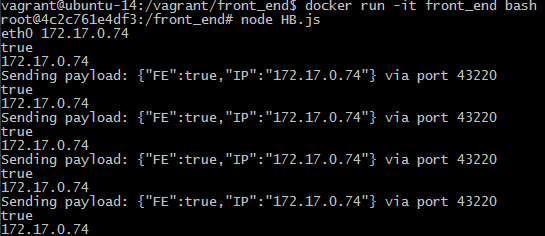 vagrant@ubuntu-14:/vagrant/front_end$ docker run -it front_end bash
root@4c2c761e4df3:/front_end# node HB.js
eth0 172.17.0.74
true
172.17.0.74
Sending payload: {"FE":true,"IP":"172.17.0.74"} via port 43220
true
172.17.0.74
Sending payload: {"FE":true,"IP":"172.17.0.74"} via port 43220
true
172.17.0.74
Sending payload: {"FE":true,"IP":"172.17.0.74"} via port 43220
true
172.17.0.74
Sending payload: {"FE":true,"IP":"172.17.0.74"} via port 43220
true
172.17.0.74